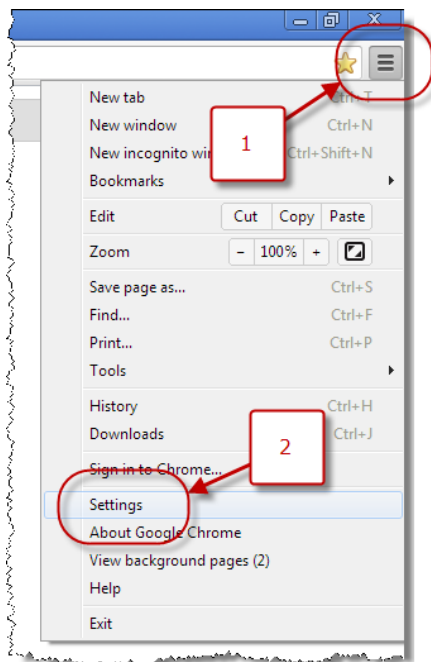 New tab Ctrl+T
1
New window Ctrl+N
New incognito wi Ctrl+Shift+N
Bookmarks
Edit Cut Copy Paste
Zoom - 100% +
Save page as... Ctrl+S
Find... Ctrl+F
Print... Ctrl+P
Tools
History Ctrl+H
Downloads Ctrl+J
2
Sign in to Chrome...
Settings
About Google Chrome
View background pages (2)
Help
Exit